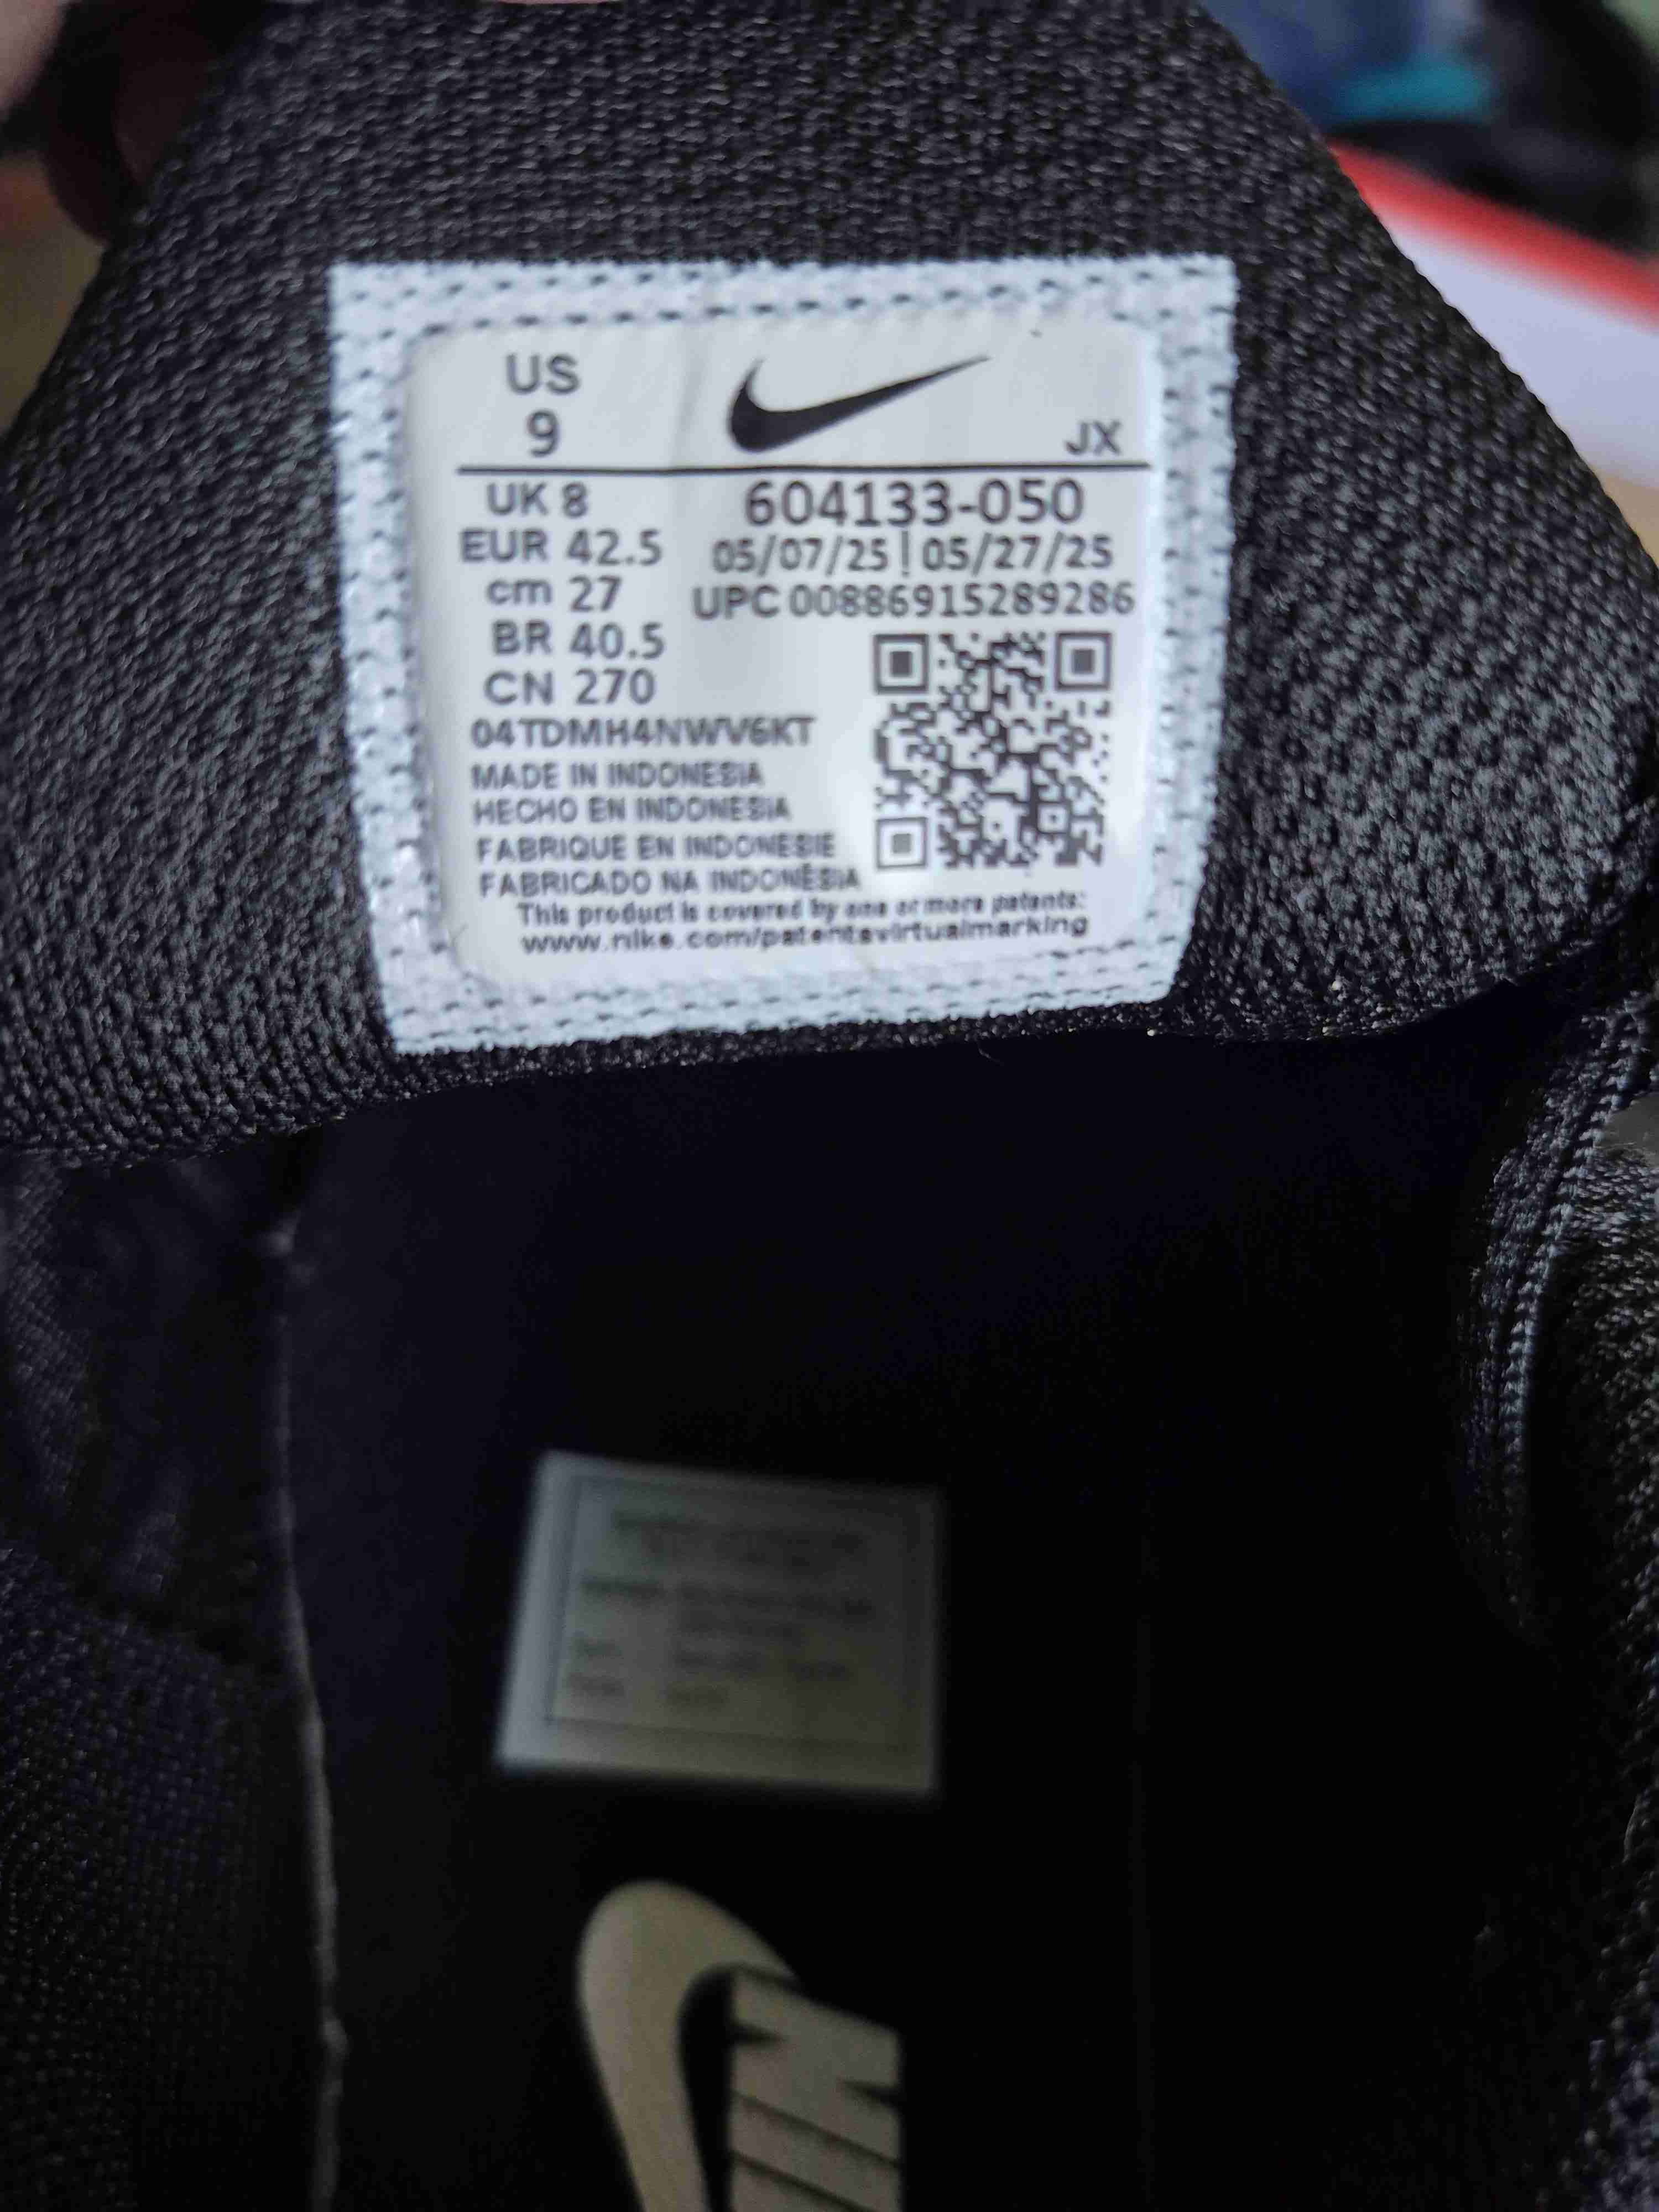 US
9
JX
UK 8
EUR 42.5
cm 27
BR 40.5
CN 270
604133-050
05/07/25 | 05/27/25
UPC 00886915289286
04TDMH4NWV6KT
MADE IN INDONESIA
HECHO EN INDONESIA
FABRIQUE EN INDONESIE
FABRICADO NA INDONÉSIA
This product is covered by one or more patents:
www.nike.com/patentsvirtualmarking